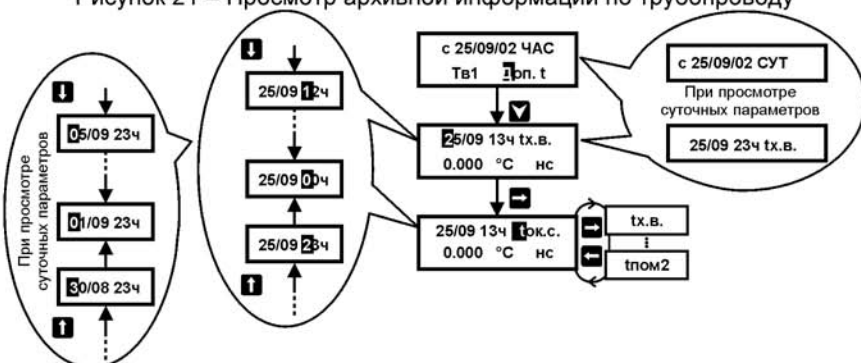 Рисунок 21 – Просмотр архивной информации по трубопроводу
с 25/09/02 ЧАС
Тв1 Доп. t
25/09 13ч tх.в.
0.000 °C нс
25/09 13ч tок.с.
0.000 °C нс
tх.в.
tпом2
с 25/09/02 СУТ
При просмотре
суточных параметров
25/09 23ч tх.в.
25/09 12ч
25/09 00ч
25/09 23ч
При просмотре
суточных параметров
05/09 23ч
01/09 23ч
30/08 23ч